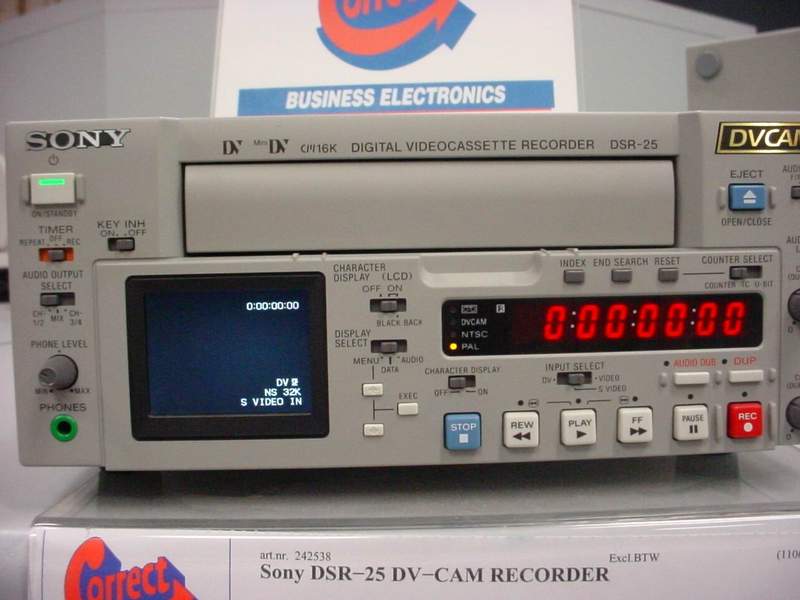 Correct
BUSINESS ELECTRONICS
SONY
DV Mini DV CM16K DIGITAL VIDEOCASSETTE RECORDER DSR-25
DVCAM
ON/STANDBY
EJECT
OPEN/CLOSE
TIMER
REPEAT OFF REC
KEY INH
ON OFF
AUDIO OUTPUT
SELECT
CH-1/2 MIX CH-3/4
PHONE LEVEL
MIN MAX
PHONES
0:00:00:00
DV
NS 32K
S VIDEO IN
CHARACTER
DISPLAY (LCD)
OFF ON
BLACK BACK
DISPLAY
SELECT
MENU DATA AUDIO
EXEC
INDEX END SEARCH RESET
COUNTER SELECT
COUNTER TC U-BIT
DVCAM
NTSC
PAL
0:00:00:00
CHARACTER DISPLAY
OFF ON
INPUT SELECT
DV VIDEO
S VIDEO
AUDIO DUB
DUP
STOP
REW
PLAY
FF
PAUSE
REC
Correct
art.nr. 242538
Excl.BTW
Sony DSR-25 DV-CAM RECORDER